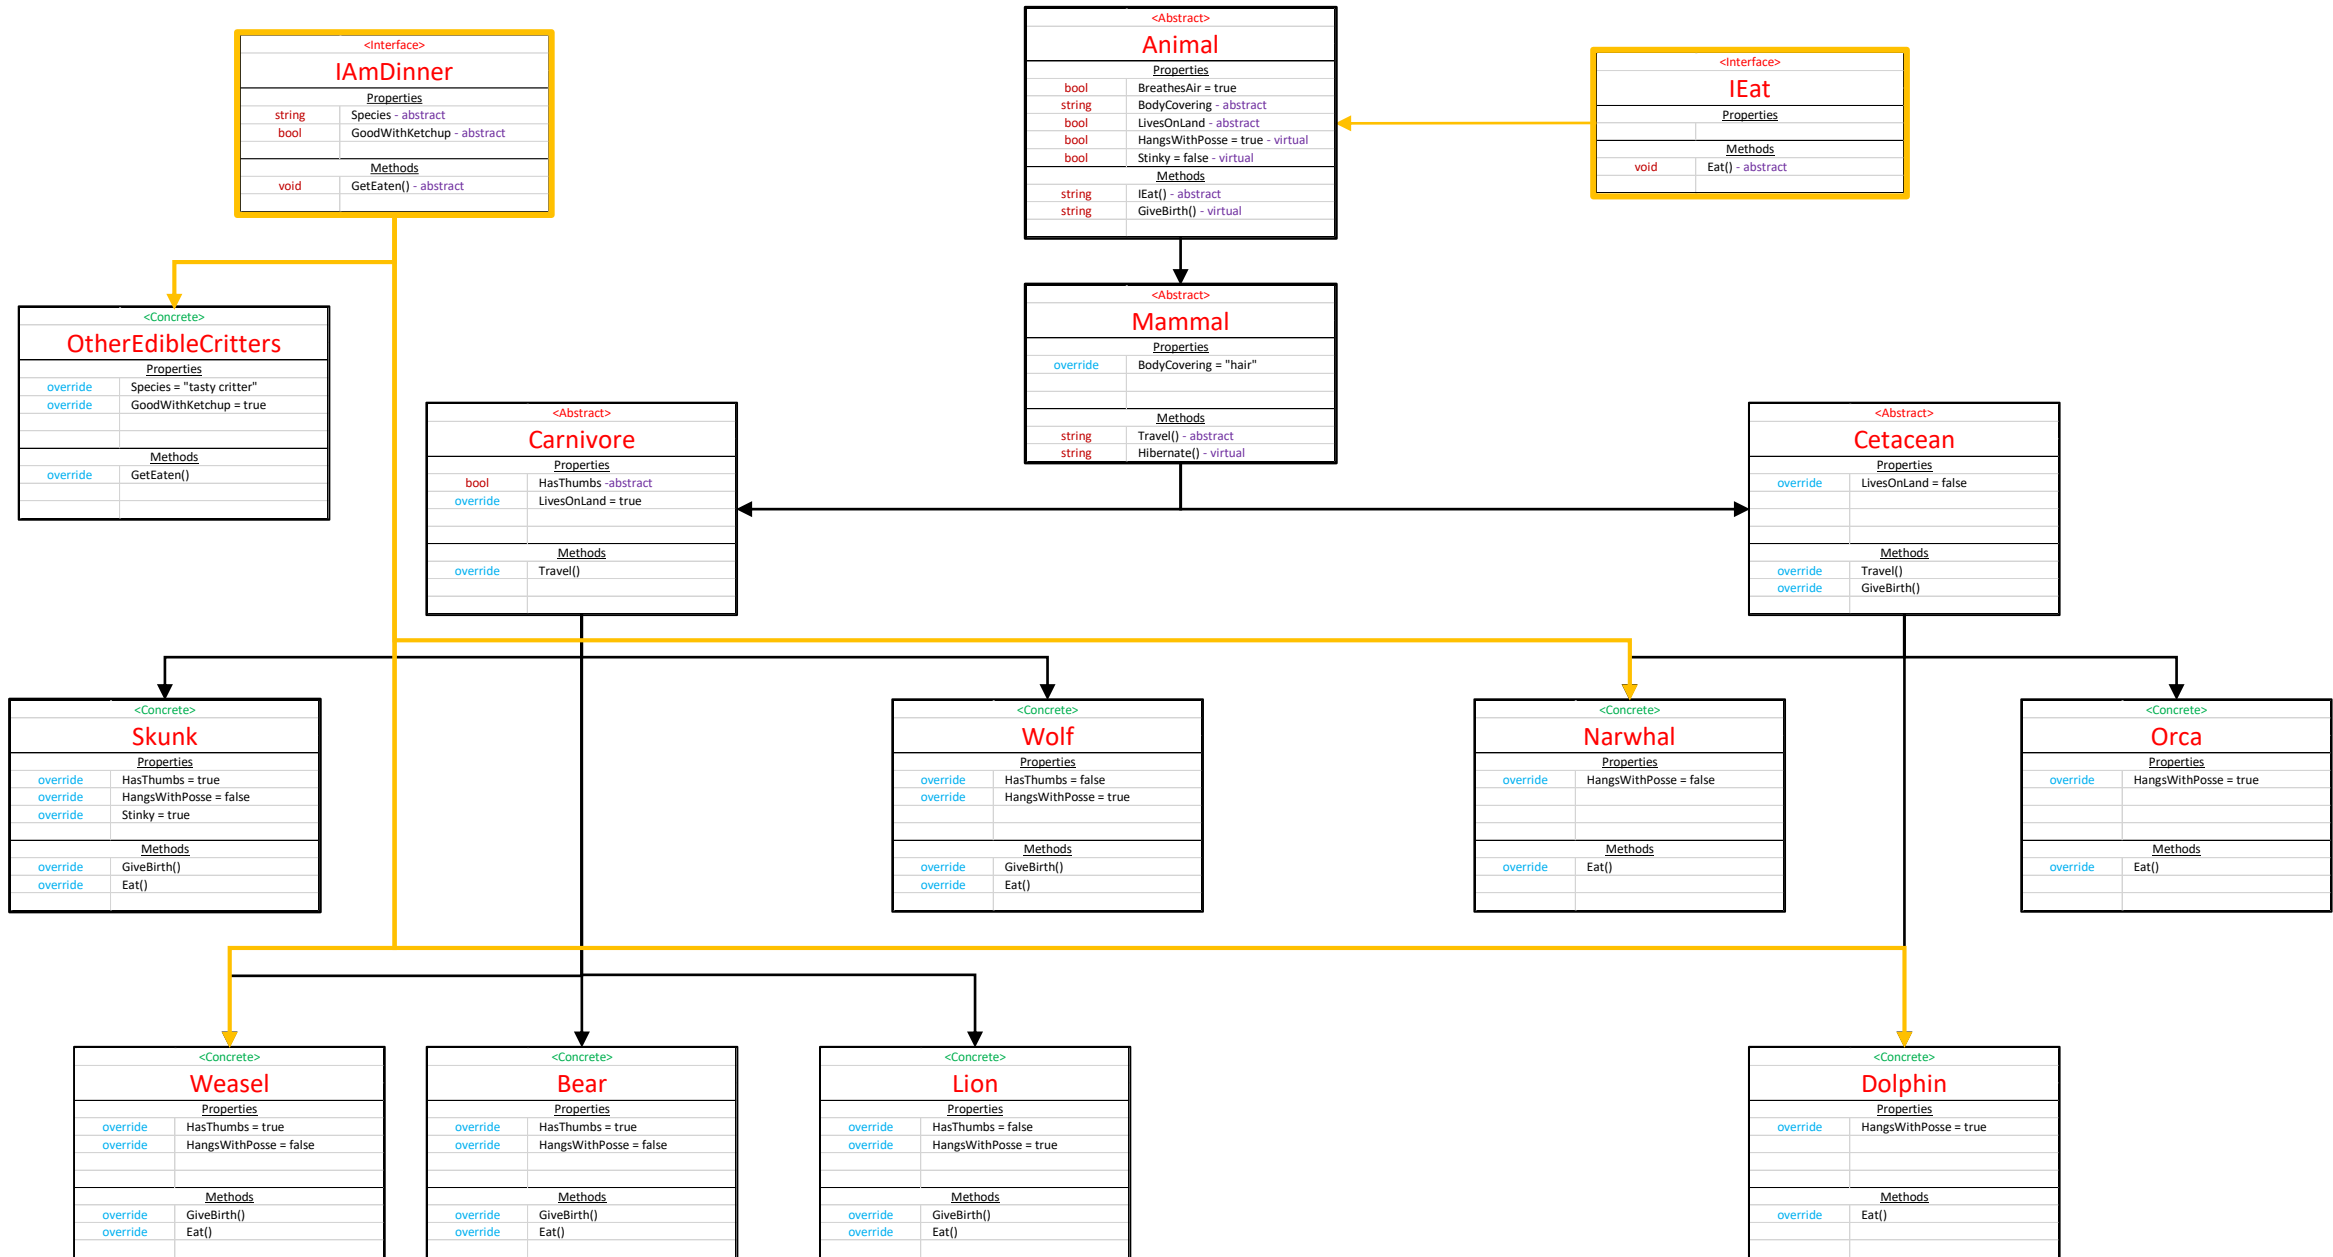 <Interface>
IAmDinner
Properties
string Species - abstract
bool GoodWithKetchup - abstract
Methods
void GetEaten() - abstract
<Abstract>
Animal
Properties
bool BreathesAir = true
string BodyCovering - abstract
bool LivesOnLand - abstract
bool HangsWithPosse = true - virtual
bool Stinky = false - virtual
Methods
string IEat() - abstract
string GiveBirth() - virtual
<Interface>
IEat
Properties
Methods
void Eat() - abstract
<Concrete>
OtherEdibleCritters
Properties
override Species = "tasty critter"
override GoodWithKetchup = true
Methods
override GetEaten()
<Abstract>
Mammal
Properties
override BodyCovering = "hair"
Methods
string Travel() - abstract
string Hibernate() - virtual
<Abstract>
Carnivore
Properties
bool HasThumbs -abstract
override LivesOnLand = true
Methods
override Travel()
<Abstract>
Cetacean
Properties
override LivesOnLand = false
Methods
override Travel()
override GiveBirth()
<Concrete>
Skunk
Properties
override HasThumbs = true
override HangsWithPosse = false
override Stinky = true
Methods
override GiveBirth()
override Eat()
<Concrete>
Wolf
Properties
override HasThumbs = false
override HangsWithPosse = true
Methods
override GiveBirth()
override Eat()
<Concrete>
Narwhal
Properties
override HangsWithPosse = false
Methods
override Eat()
<Concrete>
Orca
Properties
override HangsWithPosse = true
Methods
override Eat()
<Concrete>
Weasel
Properties
override HasThumbs = true
override HangsWithPosse = false
Methods
override GiveBirth()
override Eat()
<Concrete>
Bear
Properties
override HasThumbs = true
override HangsWithPosse = false
Methods
override GiveBirth()
override Eat()
<Concrete>
Lion
Properties
override HasThumbs = false
override HangsWithPosse = true
Methods
override GiveBirth()
override Eat()
<Concrete>
Dolphin
Properties
override HangsWithPosse = true
Methods
override Eat()